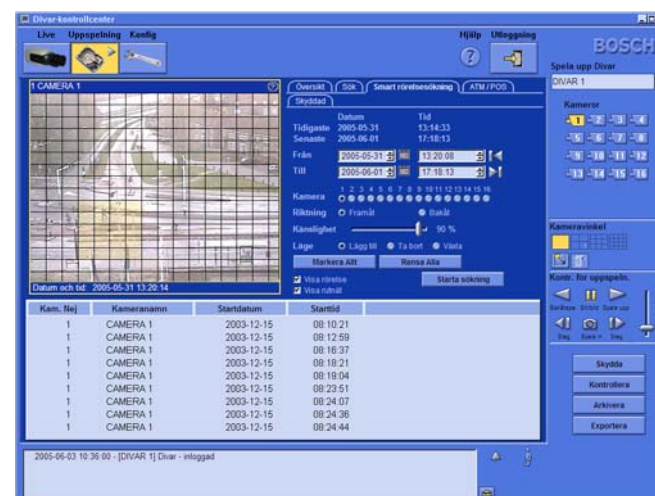 Divar-kontrollcenter
Live Uppspelning Konfig Hjälp Utloggning
BOSCH
Spela upp Divar
DIVAR 1
1 CAMERA 1
Översikt Sök Smart rörelsesökning ATM/POS
Skyddad
Datum Tid
Tidigaste 2005-05-31 13:14:33
Senaste 2005-06-01 17:18:13
Från 2005-05-31 13:20:08
Till 2005-06-01 17:18:13
1 2 3 4 5 6 7 8 9 10 11 12 13 14 15 16
Kamera
Riktning Framåt Bakåt
Känslighet 90 %
Läge Lägg till Ta bort Växla
Markera Allt Rensa Alla
Visa rörelse
Visa rutnät
Starta sökning
Datum och tid: 2005-05-31 13:20:14
Kameror
1 2 3 4
5 6 7 8
9 10 11 12
13 14 15 16
Kameravinkel
Kontr. för uppspeln.
Baklänges Stillbild Spela upp
Steg Spela in Steg
Skydda
Kontrollera
Arkivera
Exportera
Kam. Nej Kameranamn Startdatum Starttid
1 CAMERA 1 2003-12-15 08:10:21
1 CAMERA 1 2003-12-15 08:12:59
1 CAMERA 1 2003-12-15 08:16:37
1 CAMERA 1 2003-12-15 08:18:21
1 CAMERA 1 2003-12-15 08:19:04
1 CAMERA 1 2003-12-15 08:23:51
1 CAMERA 1 2003-12-15 08:24:07
1 CAMERA 1 2003-12-15 08:24:36
1 CAMERA 1 2003-12-15 08:24:44
2005-06-03 10:36:00 - [DIVAR 1] Divar - inloggad